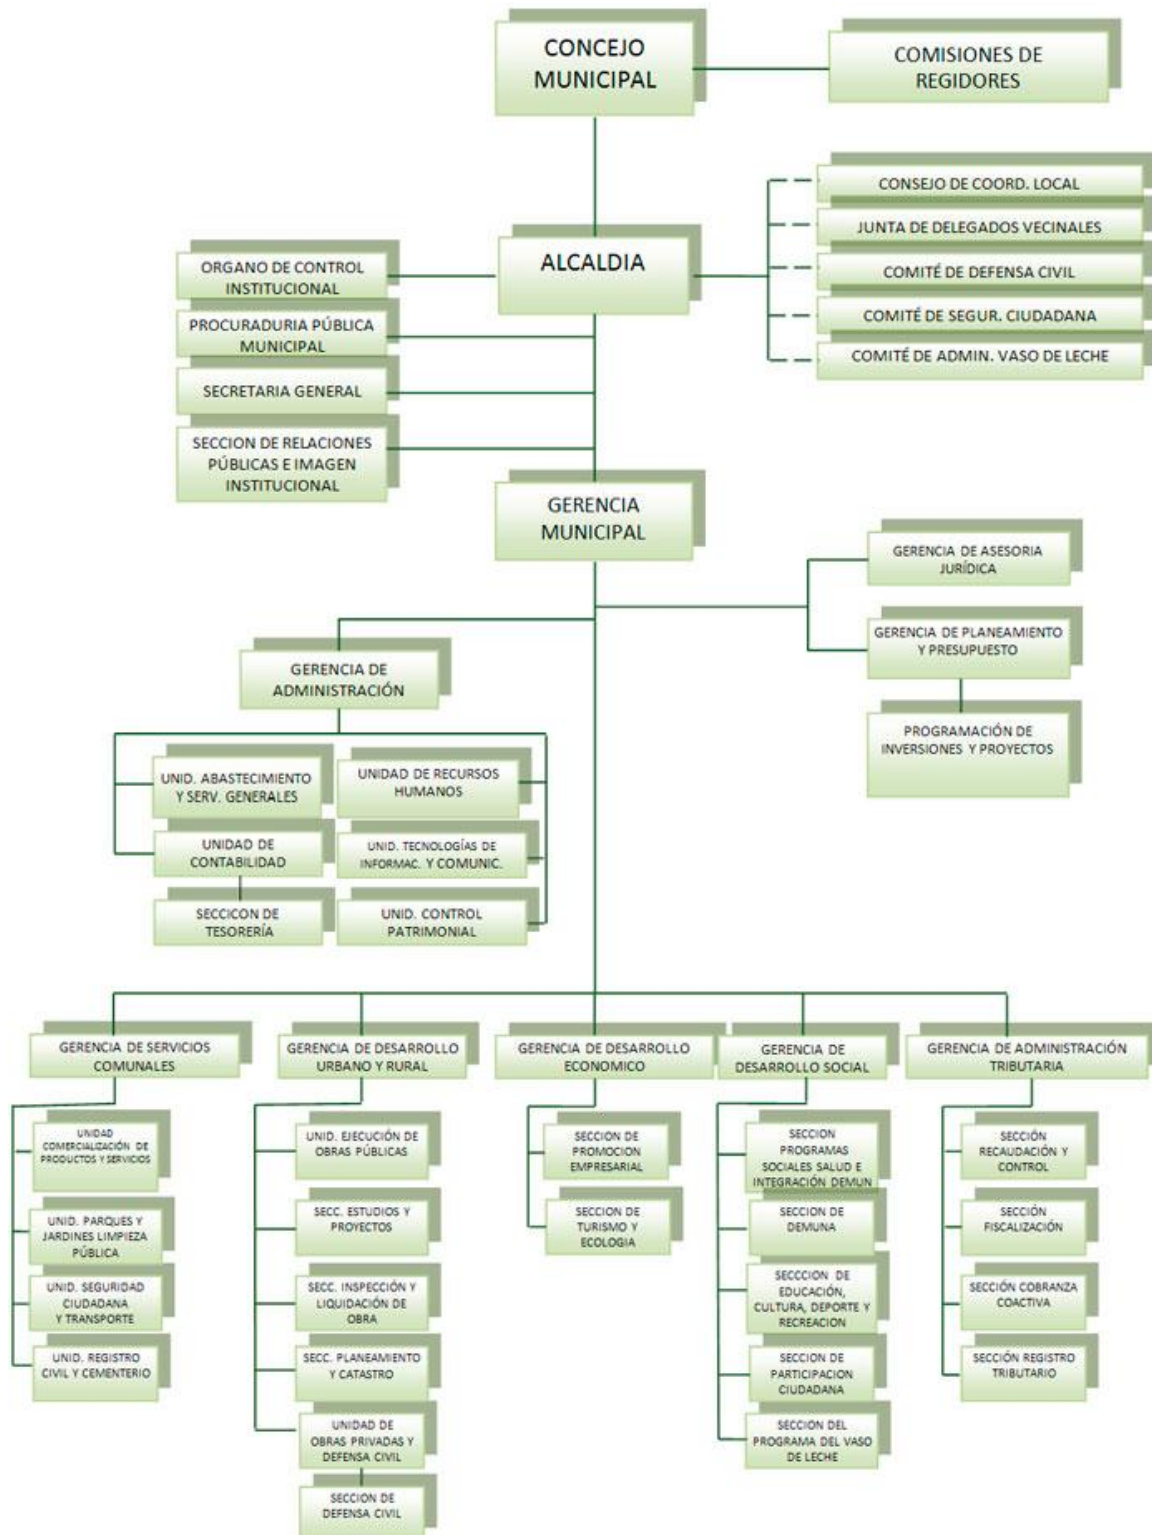 CONCEJO
MUNICIPAL
COMISIONES DE
REGIDORES
CONSEJO DE COORD. LOCAL
JUNTA DE DELEGADOS VECINALES
COMITÉ DE DEFENSA CIVIL
COMITÉ DE SEGUR. CIUDADANA
COMITÉ DE ADMIN. VASO DE LECHE
ALCALDIA
ORGANO DE CONTROL
INSTITUCIONAL
PROCURADURIA PÚBLICA
MUNICIPAL
SECRETARIA GENERAL
SECCION DE RELACIONES
PÚBLICAS E IMAGEN
INSTITUCIONAL
GERENCIA
MUNICIPAL
GERENCIA DE ASESORIA
JURÍDICA
GERENCIA DE PLANEAMIENTO
Y PRESUPUESTO
PROGRAMACIÓN DE
INVERSIONES Y PROYECTOS
GERENCIA DE
ADMINISTRACIÓN
UNID. ABASTECIMIENTO
Y SERV. GENERALES
UNIDAD DE RECURSOS
HUMANOS
UNIDAD DE
CONTABILIDAD
UNID. TECNOLOGÍAS DE
INFORMAC. Y COMUNIC.
SECCICON DE
TESORERÍA
UNID. CONTROL
PATRIMONIAL
GERENCIA DE SERVICIOS
COMUNALES
UNIDAD
COMERCIALIZACIÓN DE
PRODUCTOS Y SERVICIOS
UNID. PARQUES Y
JARDINES LIMPIEZA
PÚBLICA
UNID. SEGURIDAD
CIUDADANA
Y TRANSPORTE
UNID. REGISTRO
CIVIL Y CEMENTERIO
GERENCIA DE DESARROLLO
URBANO Y RURAL
UNID. EJECUCIÓN DE
OBRAS PÚBLICAS
SECC. ESTUDIOS Y
PROYECTOS
SECC. INSPECCIÓN Y
LIQUIDACIÓN DE
OBRA
SECC. PLANEAMIENTO
Y CATASTRO
UNIDAD DE
OBRAS PRIVADAS Y
DEFENSA CIVIL
SECCION DE
DEFENSA CIVIL
GERENCIA DE DESARROLLO
ECONOMICO
SECCION DE
PROMOCION
EMPRESARIAL
SECCION DE
TURISMO Y
ECOLOGIA
GERENCIA DE
DESARROLLO SOCIAL
SECCION
PROGRAMAS
SOCIALES SALUD E
INTEGRACIÓN DEMUN
SECCION DE
DEMUNA
SECCCION DE
EDUCACIÓN,
CULTURA, DEPORTE Y
RECREACION
SECCION DE
PARTICIPACION
CIUDADANA
SECCION DEL
PROGRAMA DEL VASO
DE LECHE
GERENCIA DE ADMINISTRACIÓN
TRIBUTARIA
SECCIÓN
RECAUDACIÓN Y
CONTROL
SECCIÓN
FISCALIZACIÓN
SECCIÓN COBRANZA
COACTIVA
SECCIÓN REGISTRO
TRIBUTARIO